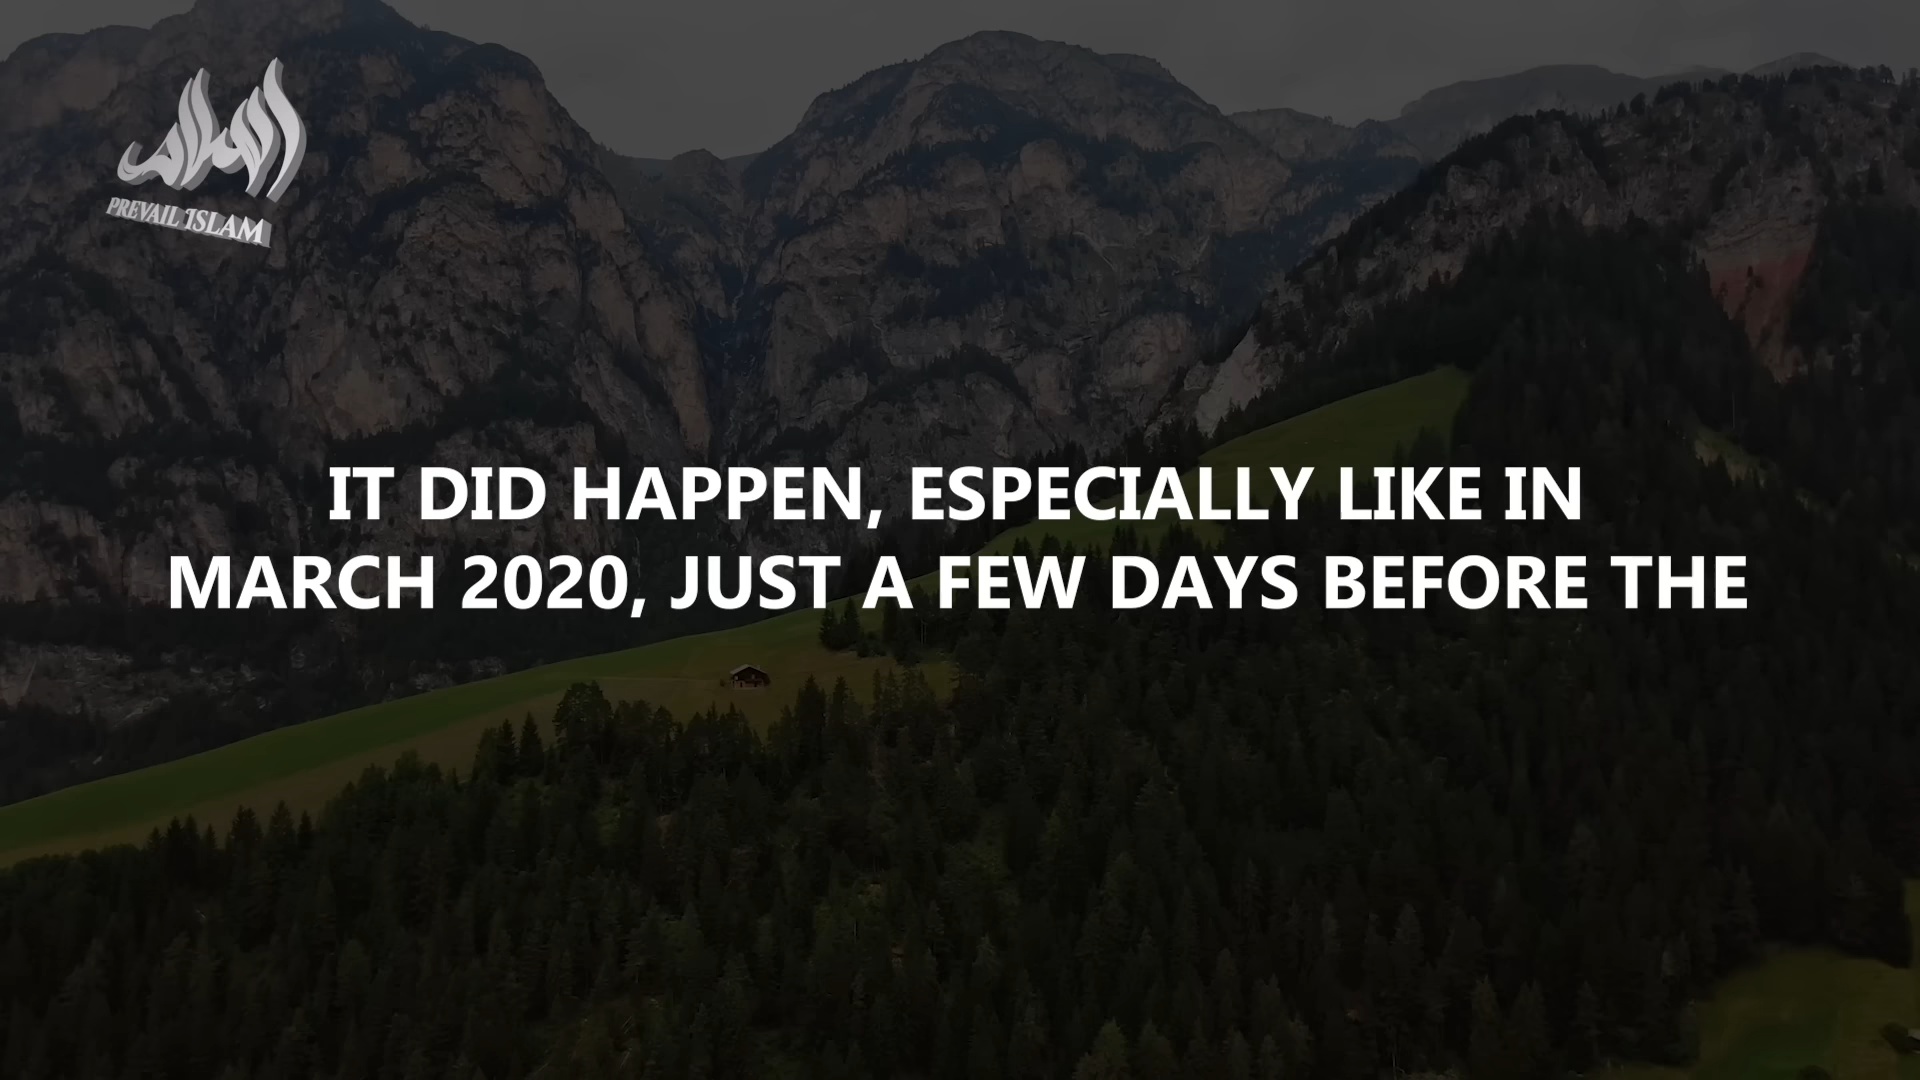 PREVAIL ISLAM
IT DID HAPPEN, ESPECIALLY LIKE IN
MARCH 2020, JUST A FEW DAYS BEFORE THE